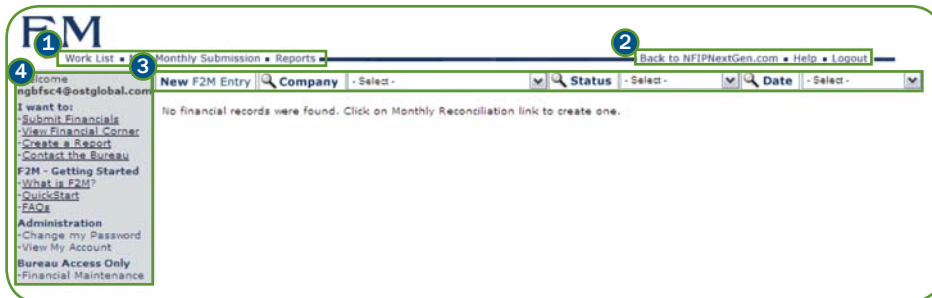 F2M
1
2
Work List ▪ Monthly Submission ▪ Reports ▪
Back to NFIPNextGen.com ▪ Help ▪ Logout
4
3
Welcome
ngbfsc4@ostglobal.com
New F2M Entry Company - Select - Status - Select - Date - Select -
No financial records were found. Click on Monthly Reconciliation link to create one.
I want to:
-Submit Financials
-View Financial Corner
-Create a Report
-Contact the Bureau
F2M - Getting Started
-What is F2M?
-QuickStart
-FAQs
Administration
-Change my Password
-View My Account
Bureau Access Only
-Financial Maintenance